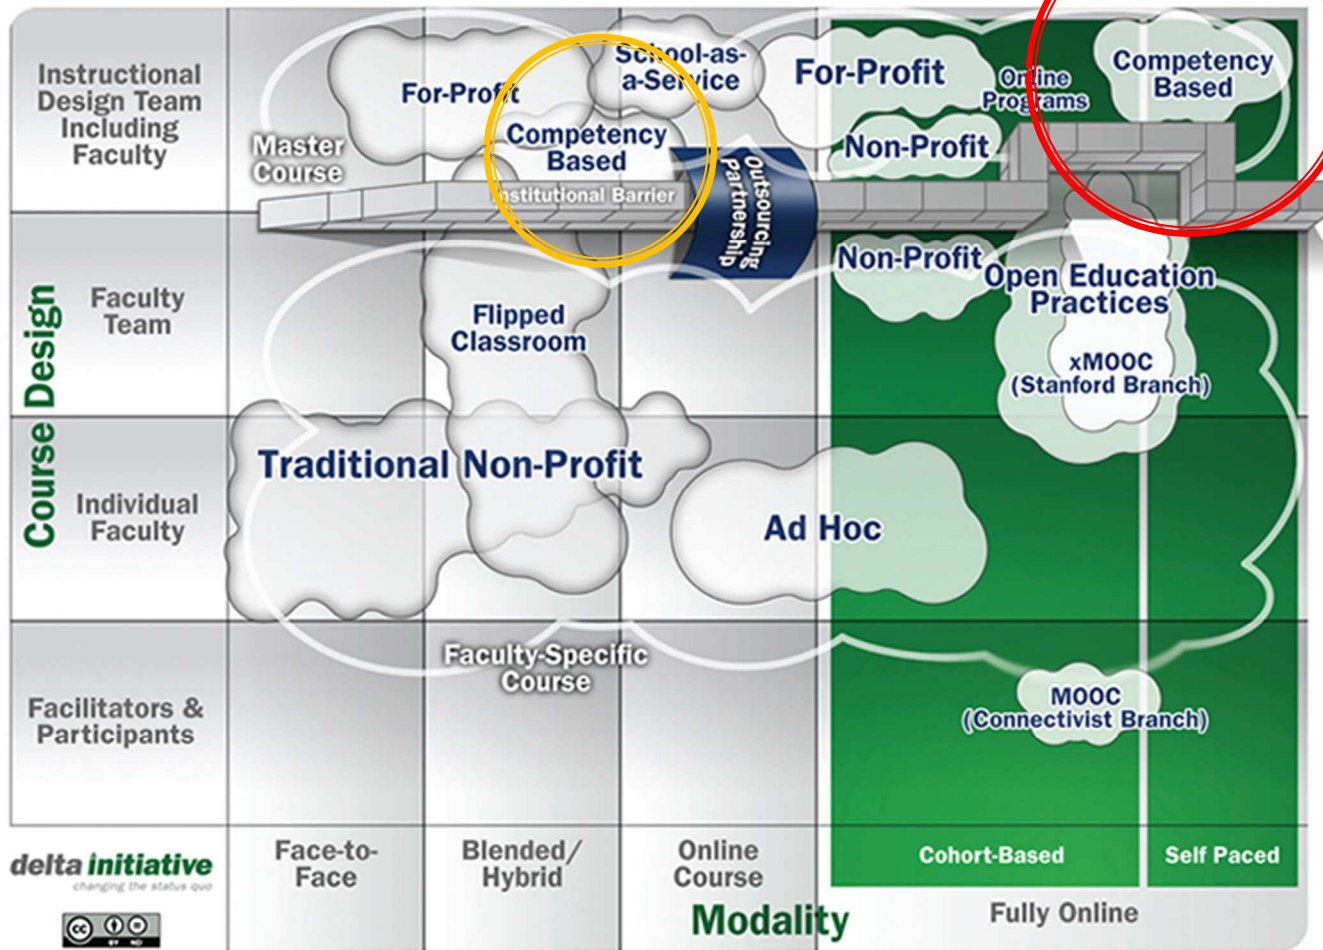 Instructional
Design Team
Including
Faculty
For-Profit
School-as-
a-Service
For-Profit
Online
Programs
Competency
Based
Master
Course
Competency
Based
Non-Profit
Institutional Barrier
Outsourcing
Partnership
Course Design
Faculty
Team
Flipped
Classroom
Non-Profit
Open Education
Practices
xMOOC
(Stanford Branch)
Individual
Faculty
Traditional Non-Profit
Ad Hoc
Faculty-Specific
Course
Facilitators &
Participants
MOOC
(Connectivist Branch)
delta initiative
changing the status quo
cc
BY ND
Face-to-
Face
Blended/
Hybrid
Online
Course
Cohort-Based
Self Paced
Modality
Fully Online